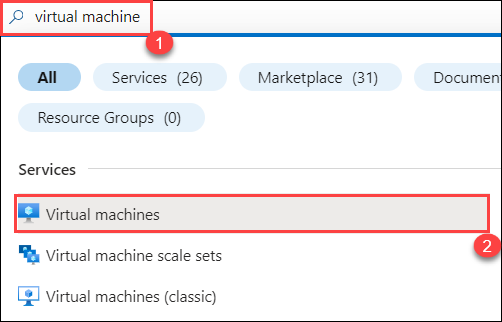 virtual machine
1
All Services (26) Marketplace (31) Documen
Resource Groups (0)
Services
Virtual machines
2
Virtual machine scale sets
Virtual machines (classic)